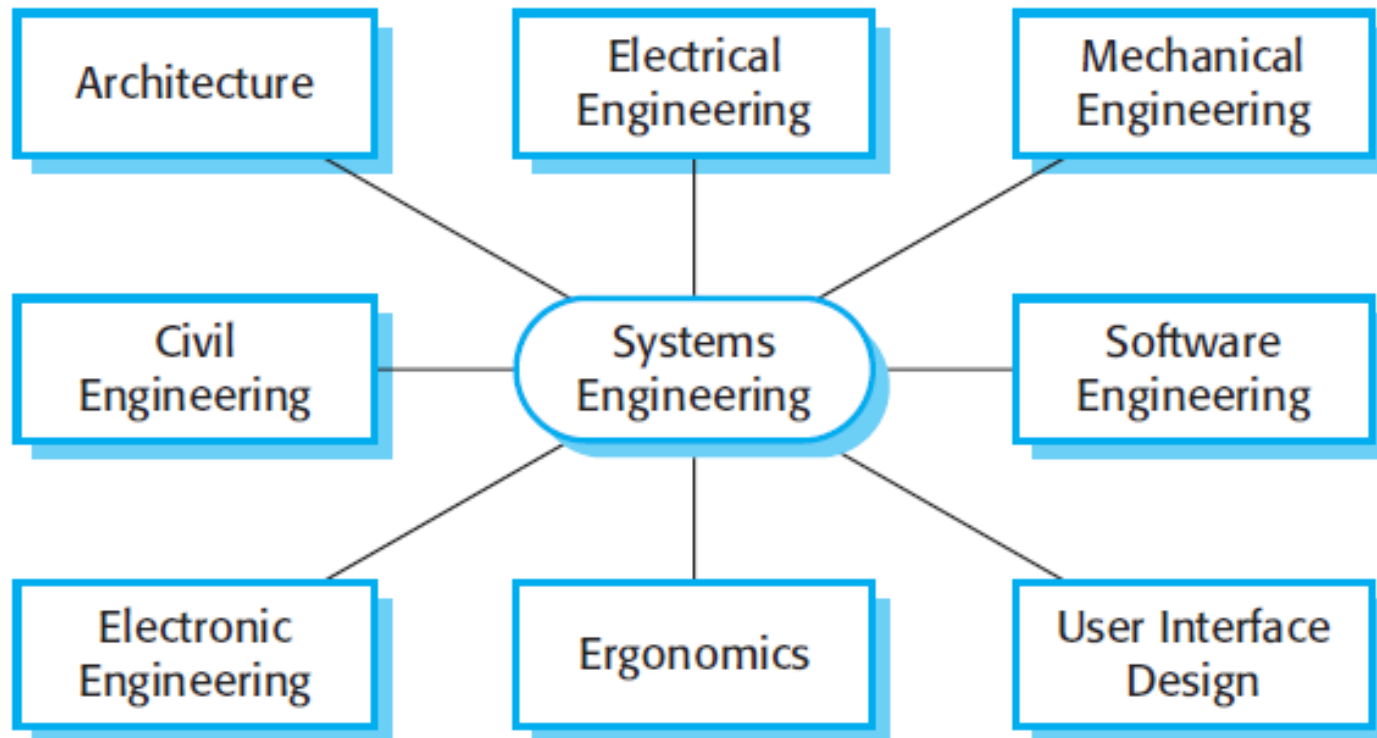 Architecture
Electrical
Engineering
Mechanical
Engineering
Civil
Engineering
Systems
Engineering
Software
Engineering
Electronic
Engineering
Ergonomics
User Interface
Design